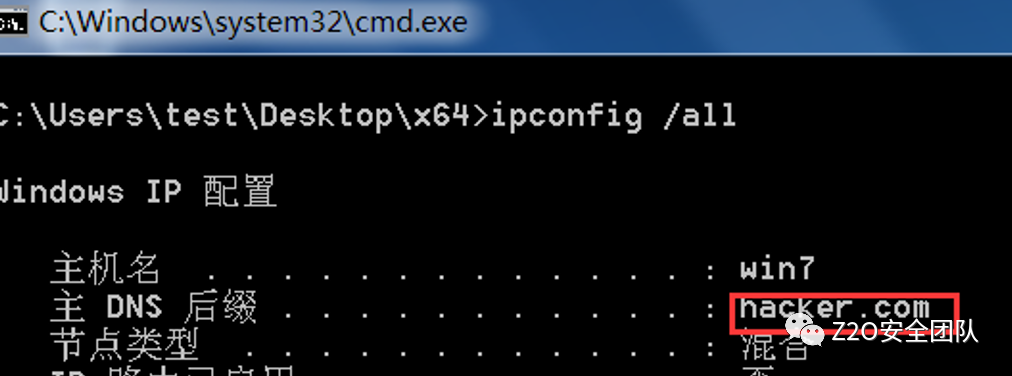 C:\Windows\system32\cmd.exe
C:\Users\test\Desktop\x64>ipconfig /all
Windows IP 配置
主机名 . . . . . . . . . . . . . : win7
主 DNS 后缀 . . . . . . . . . . . : hacker.com
节点类型 . . . . . . . . . . . . : 混合
Z2O安全团队